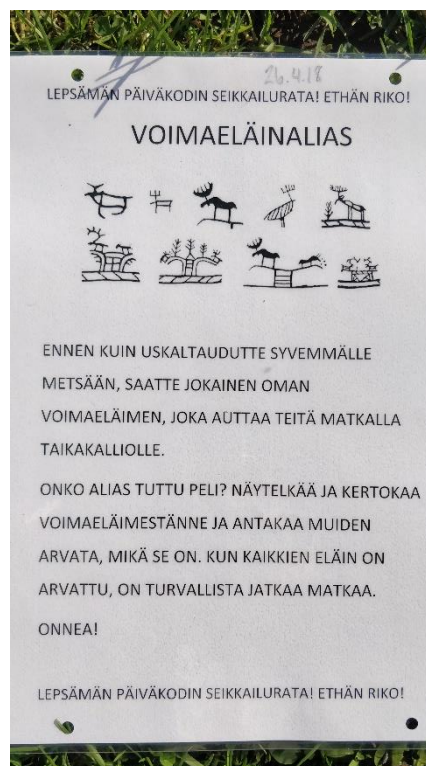 26.4.18
LEPSÄMÄN PÄIVÄKODIN SEIKKAILURATA! ETHÄN RIKO!
VOIMAELÄINALIAS
ENNEN KUIN USKALTAUDUTTE SYVEMMÄLLE
METSÄÄN, SAATTE JOKAINEN OMAN
VOIMAELÄIMEN, JOKA AUTTAA TEITÄ MATKALLA
TAIKAKALLIOLLE.
ONKO ALIAS TUTTU PELI? NÄYTELKÄÄ JA KERTOKAA
VOIMAELÄIMESTÄNNE JA ANTAKAA MUIDEN
ARVATA, MIKÄ SE ON. KUN KAIKKIEN ELÄIN ON
ARVATTU, ON TURVALLISTA JATKAA MATKAA.
ONNEA!
LEPSÄMÄN PÄIVÄKODIN SEIKKAILURATA! ETHÄN RIKO!